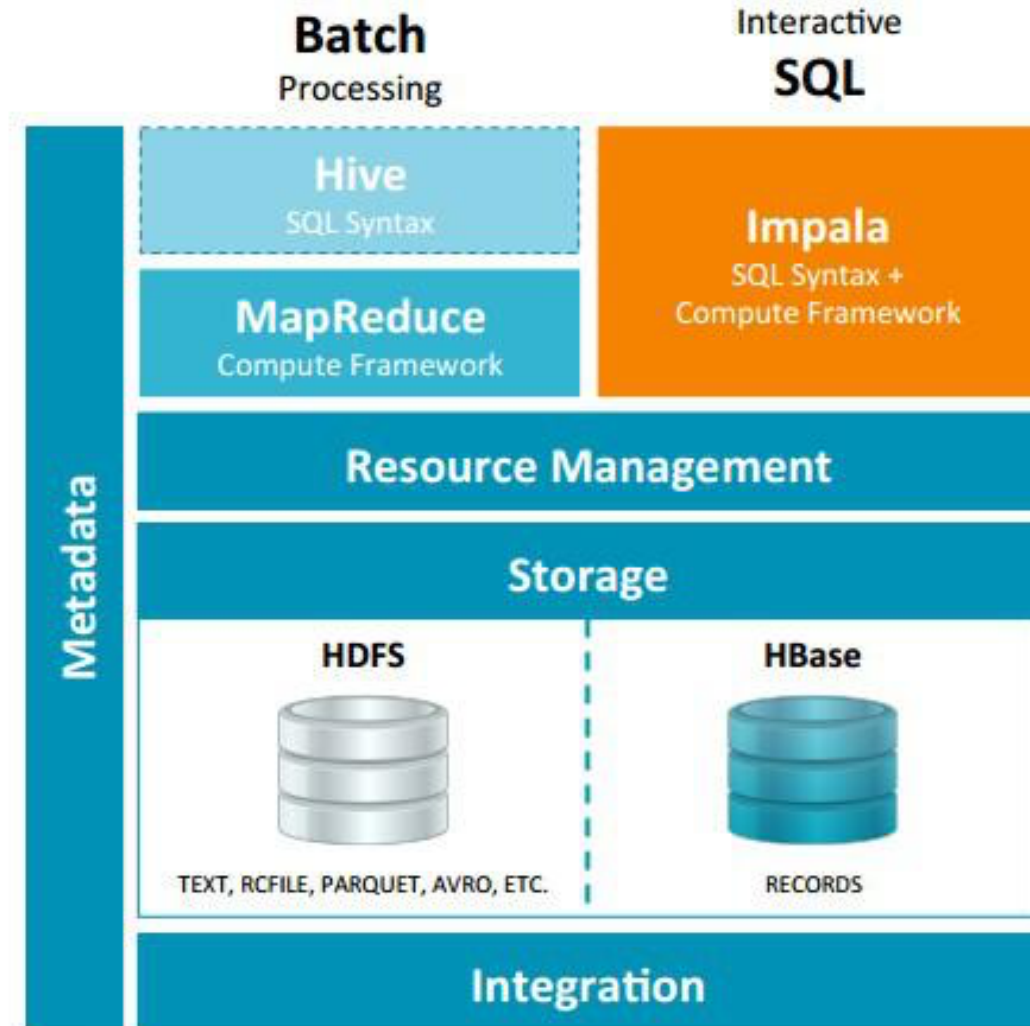 Batch
Processing
Interactive
SQL
Metadata
Hive
SQL Syntax
MapReduce
Compute Framework
Impala
SQL Syntax +
Compute Framework
Resource Management
Storage
HDFS
TEXT, RCFILE, PARQUET, AVRO, ETC.
HBase
RECORDS
Integration